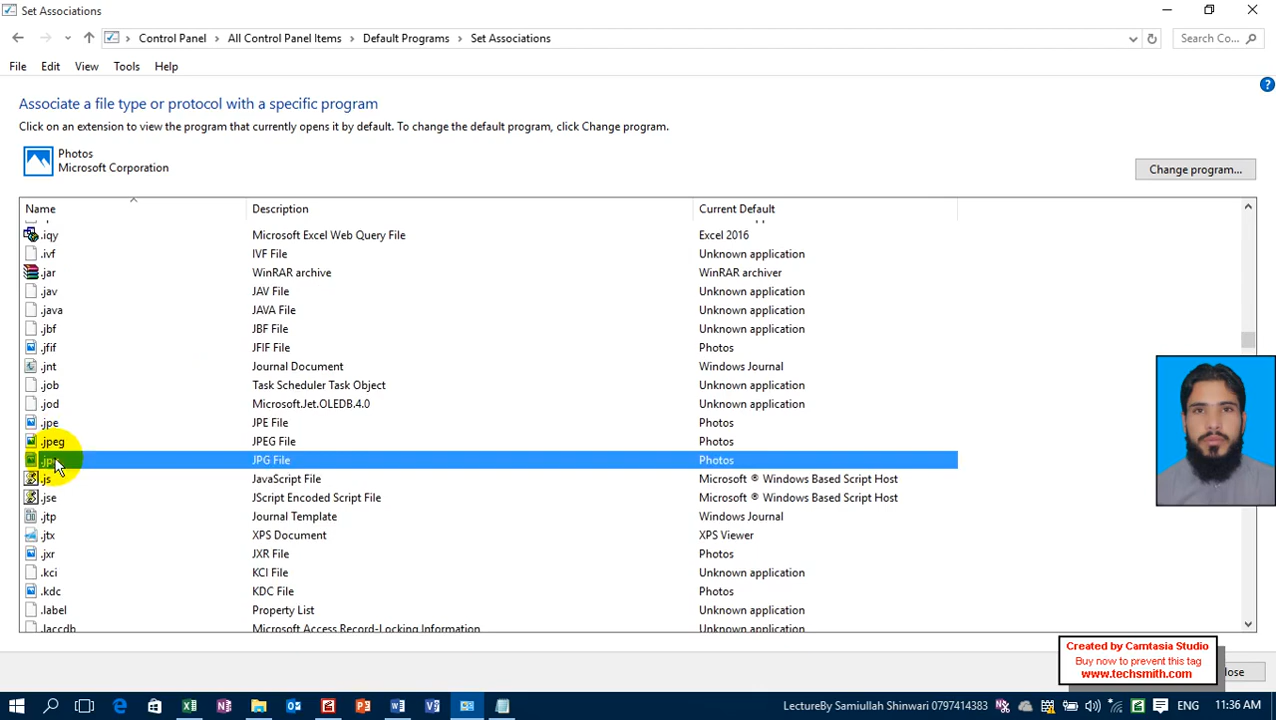 Set Associations
Control Panel > All Control Panel Items > Default Programs > Set Associations
Search Co...
File Edit View Tools Help
Associate a file type or protocol with a specific program
Click on an extension to view the program that currently opens it by default. To change the default program, click Change program.
Photos
Microsoft Corporation
Change program...
Name Description Current Default
.iqy Microsoft Excel Web Query File Excel 2016
.ivf IVF File Unknown application
.jar WinRAR archive WinRAR archiver
.jav JAV File Unknown application
.java JAVA File Unknown application
.jbf JBF File Unknown application
.jfif JFIF File Photos
.jnt Journal Document Windows Journal
.job Task Scheduler Task Object Unknown application
.jod Microsoft.Jet.OLEDB.4.0 Unknown application
.jpe JPE File Photos
.jpeg JPEG File Photos
JPG File Photos
.js JavaScript File Microsoft ® Windows Based Script Host
.jse JScript Encoded Script File Microsoft ® Windows Based Script Host
.jtp Journal Template Windows Journal
.jtx XPS Document XPS Viewer
.jxr JXR File Photos
.kci KCI File Unknown application
.kdc KDC File Photos
.label Property List Unknown application
.laccdb Microsoft Access Record-Locking Information Unknown application
Created by Camtasia Studio
Buy now to prevent this tag
www.techsmith.com
LectureBy Samiullah Shinwari 0797414383 ENG 11:36 AM